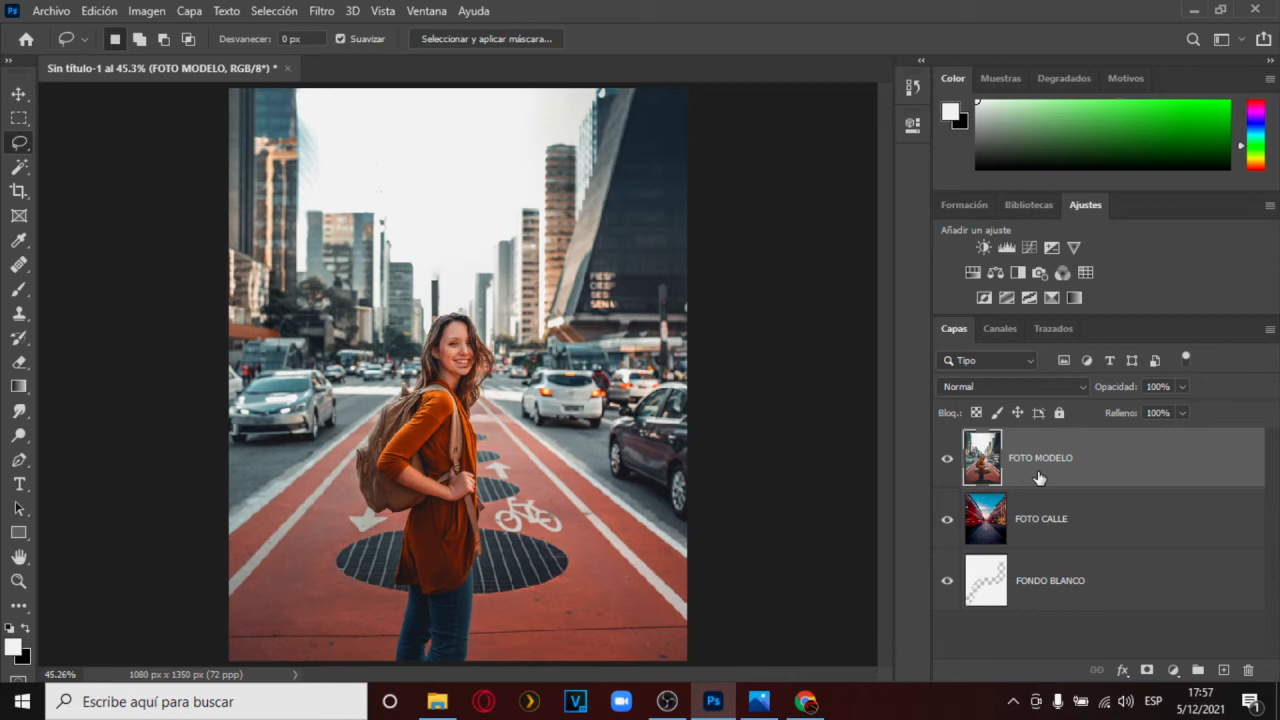 Ps Archivo Edición Imagen Capa Texto Selección Filtro 3D Vista Ventana Ayuda
Desvanecer: 0 px Suavizar Seleccionar y aplicar máscara...
Sin título-1 al 45.3% (FOTO MODELO, RGB/8*) *
Color Muestras Degradados Motivos
Formación Bibliotecas Ajustes
Añadir un ajuste
Capas Canales Trazados
Tipo
Normal Opacidad: 100%
Bloq.: Relleno: 100%
FOTO MODELO
FOTO CALLE
FONDO BLANCO
45.26% 1080 px x 1350 px (72 ppp)
Escribe aquí para buscar
Ps
ESP
17:57
5/12/2021
1